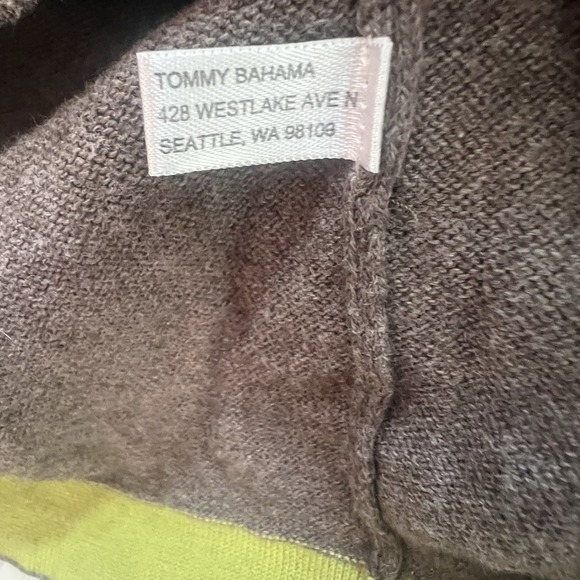 TOMMY BAHAMA
428 WESTLAKE AVE N
SEATTLE, WA 98109